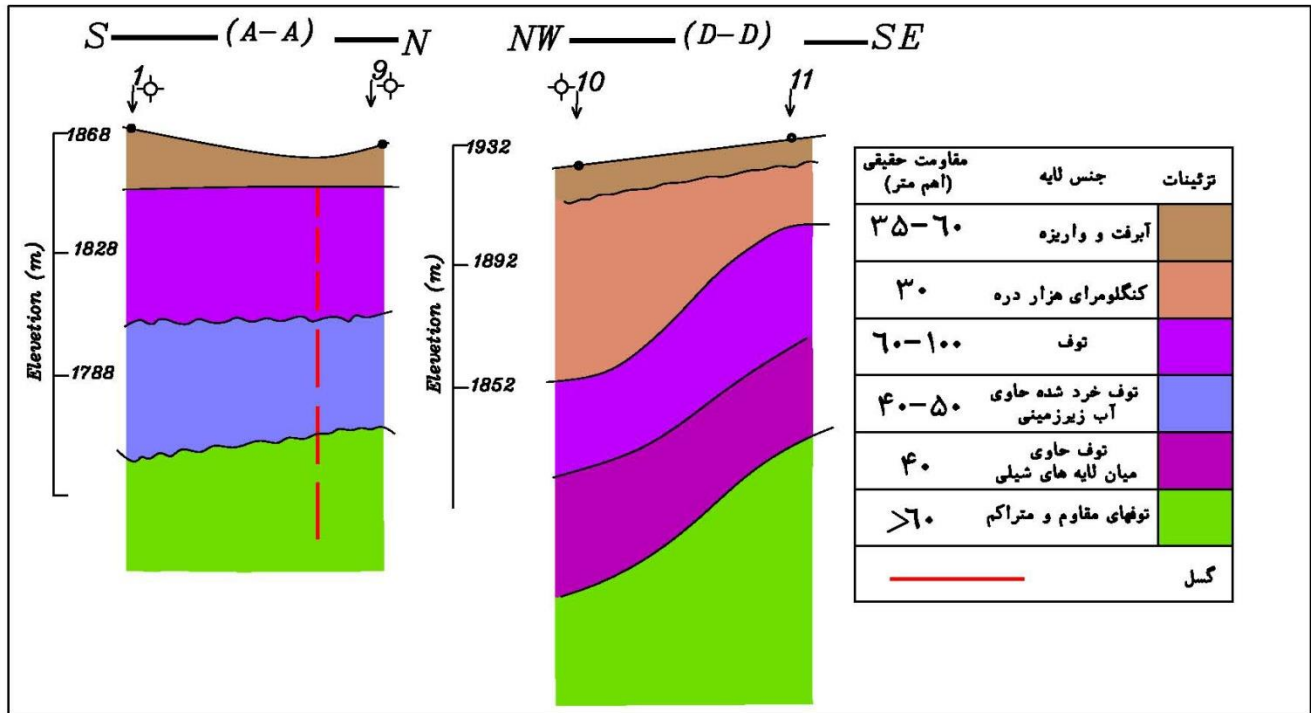 S (A-A) N
NW (D-D) SE
1
9
10
11
1868
1828
1788
Elevetion (m)
1932
1892
1852
Elevetion (m)
تزئینات جنس لایه مقاومت حقیقی (اهم متر)
آبرفت و واریزه ۳۵-۶۰
کنگلومرای هزار دره ۳۰
توف ۶۰-۱۰۰
توف خرد شده حاوی
آب زیرزمینی ۴۰-۵۰
توف حاوی
میان لایه های شیلی ۴۰
توفهای مقاوم و متراکم >۶۰
گسل